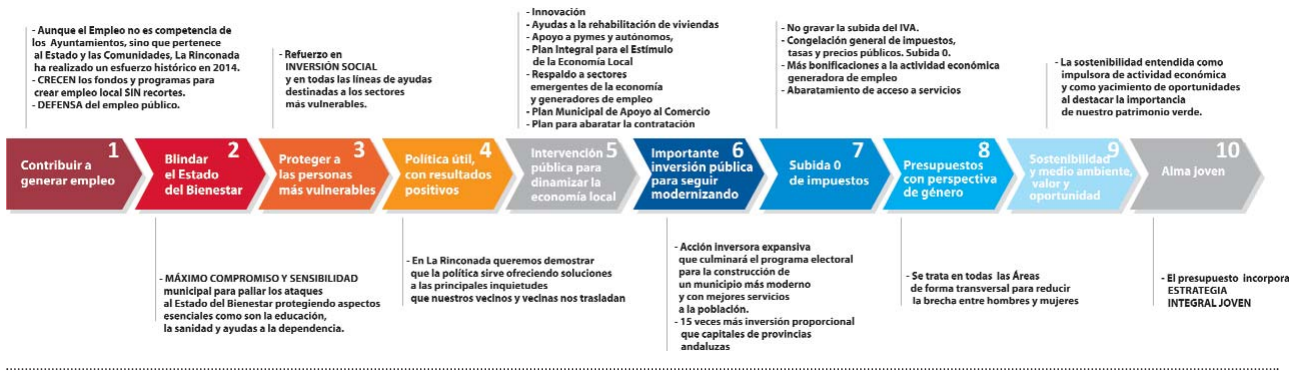 - Aunque el Empleo no es competencia de
los Ayuntamientos, sino que pertenece
al Estado y las Comunidades, La Rinconada
ha realizado un esfuerzo histórico en 2014.
- CRECEN los fondos y programas para
crear empleo local SIN recortes.
- DEFENSA del empleo público.
- Refuerzo en
INVERSIÓN SOCIAL
y en todas las líneas de ayudas
destinadas a los sectores
más vulnerables.
- Innovación
- Ayudas a la rehabilitación de viviendas
- Apoyo a pymes y autónomos,
- Plan Integral para el Estímulo
de la Economía Local
- Respaldo a sectores
emergentes de la economía
y generadores de empleo
- Plan Municipal de Apoyo al Comercio
- Plan para abaratar la contratación
- No gravar la subida del IVA.
- Congelación general de impuestos,
tasas y precios públicos. Subida 0.
- Más bonificaciones a la actividad económica
generadora de empleo
- Abaratamiento de acceso a servicios
- La sostenibilidad entendida como
impulsora de actividad económica
y como yacimiento de oportunidades
al destacar la importancia
de nuestro patrimonio verde.
1
Contribuir a
generar empleo
2
Blindar
el Estado
del Bienestar
3
Proteger a
las personas
más vulnerables
4
Política útil,
con resultados
positivos
5
Intervención
pública para
dinamizar la
economía local
6
Importante
inversión pública
para seguir
modernizando
7
Subida 0
de impuestos
8
Presupuestos
con perspectiva
de género
9
Sostenibilidad
y medio ambiente,
valor y
oportunidad
10
Alma Joven
- MÁXIMO COMPROMISO Y SENSIBILIDAD
municipal para paliar los ataques
al Estado del Bienestar protegiendo aspectos
esenciales como son la educación,
la sanidad y ayudas a la dependencia.
- En La Rinconada queremos demostrar
que la política sirve ofreciendo soluciones
a las principales inquietudes
que nuestros vecinos y vecinas nos trasladan
- Acción inversora expansiva
que culminará el programa electoral
para la construcción de
un municipio más moderno
y con mejores servicios
a la población.
- 15 veces más inversión proporcional
que capitales de provincias
andaluzas
- Se trata en todas las Áreas
de forma transversal para reducir
la brecha entre hombres y mujeres
- El presupuesto incorpora
ESTRATEGIA
INTEGRAL JOVEN